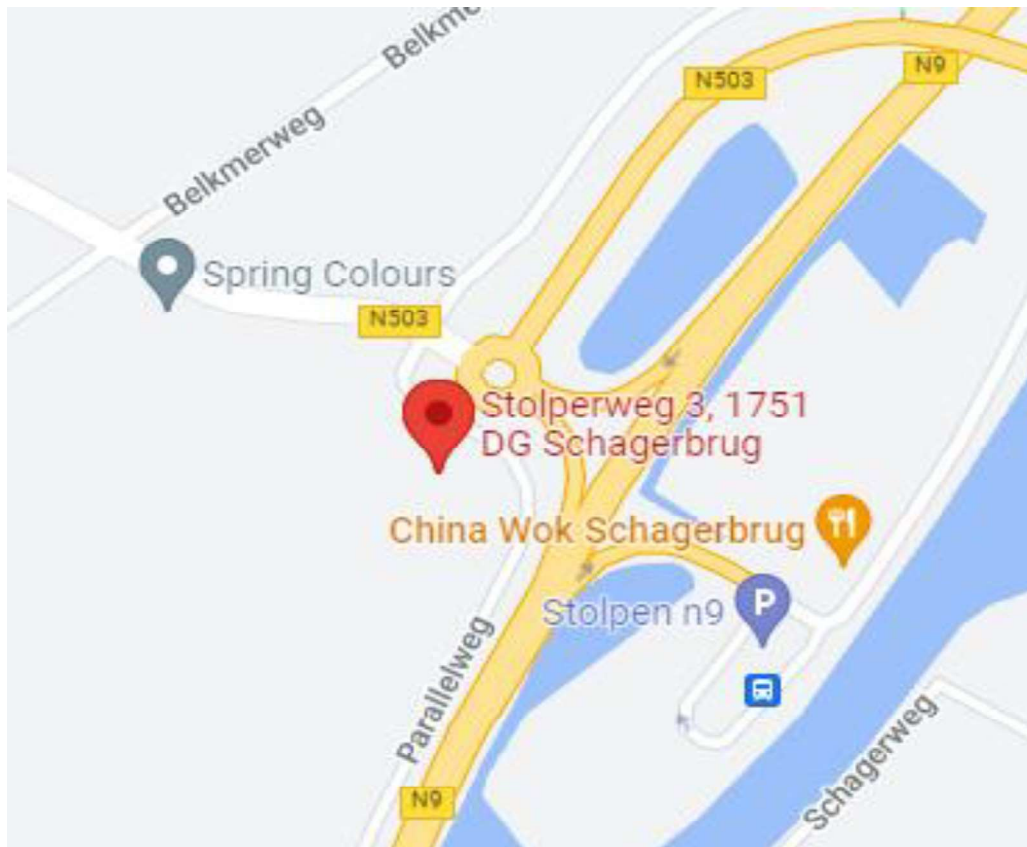 Belkme
N503
N9
Belkmerweg
Spring Colours
N503
Stolperweg 3, 1751
DG Schagerbrug
China Wok Schagerbrug
P
Stolpen n9
Parallelweg
Schagerweg
N9